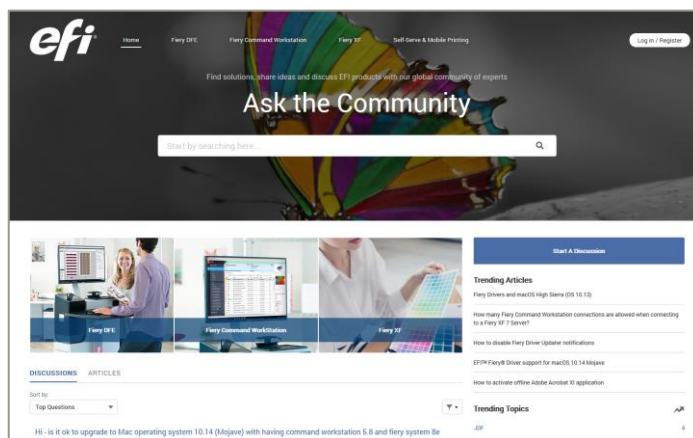 efi
Home
Fiery DFE
Fiery Command Workstation
Fiery XF
Self-Serve & Mobile Printing
Log in / Register
Find solutions, share ideas and discuss EFI products with our global community of experts
Ask the Community
Start by searching here...
Fiery DFE
Fiery Command WorkStation
Fiery XF
Start A Discussion
Trending Articles
Fiery Drivers and macOS High Sierra (OS 10.13)
How many Fiery Command Workstation connections are allowed when connecting
to a Fiery XF 7 Server?
How to disable Fiery Driver Updater notifications
EFI™ Fiery® Driver support for macOS 10.14 Mojave
How to activate offline Adobe Acrobat XI application
DISCUSSIONS
ARTICLES
Sort by:
Top Questions
Trending Topics
JDF
Hi - is it ok to upgrade to Mac operating system 10.14 (Mojave) with having command workstation 5.8 and fiery system 8e